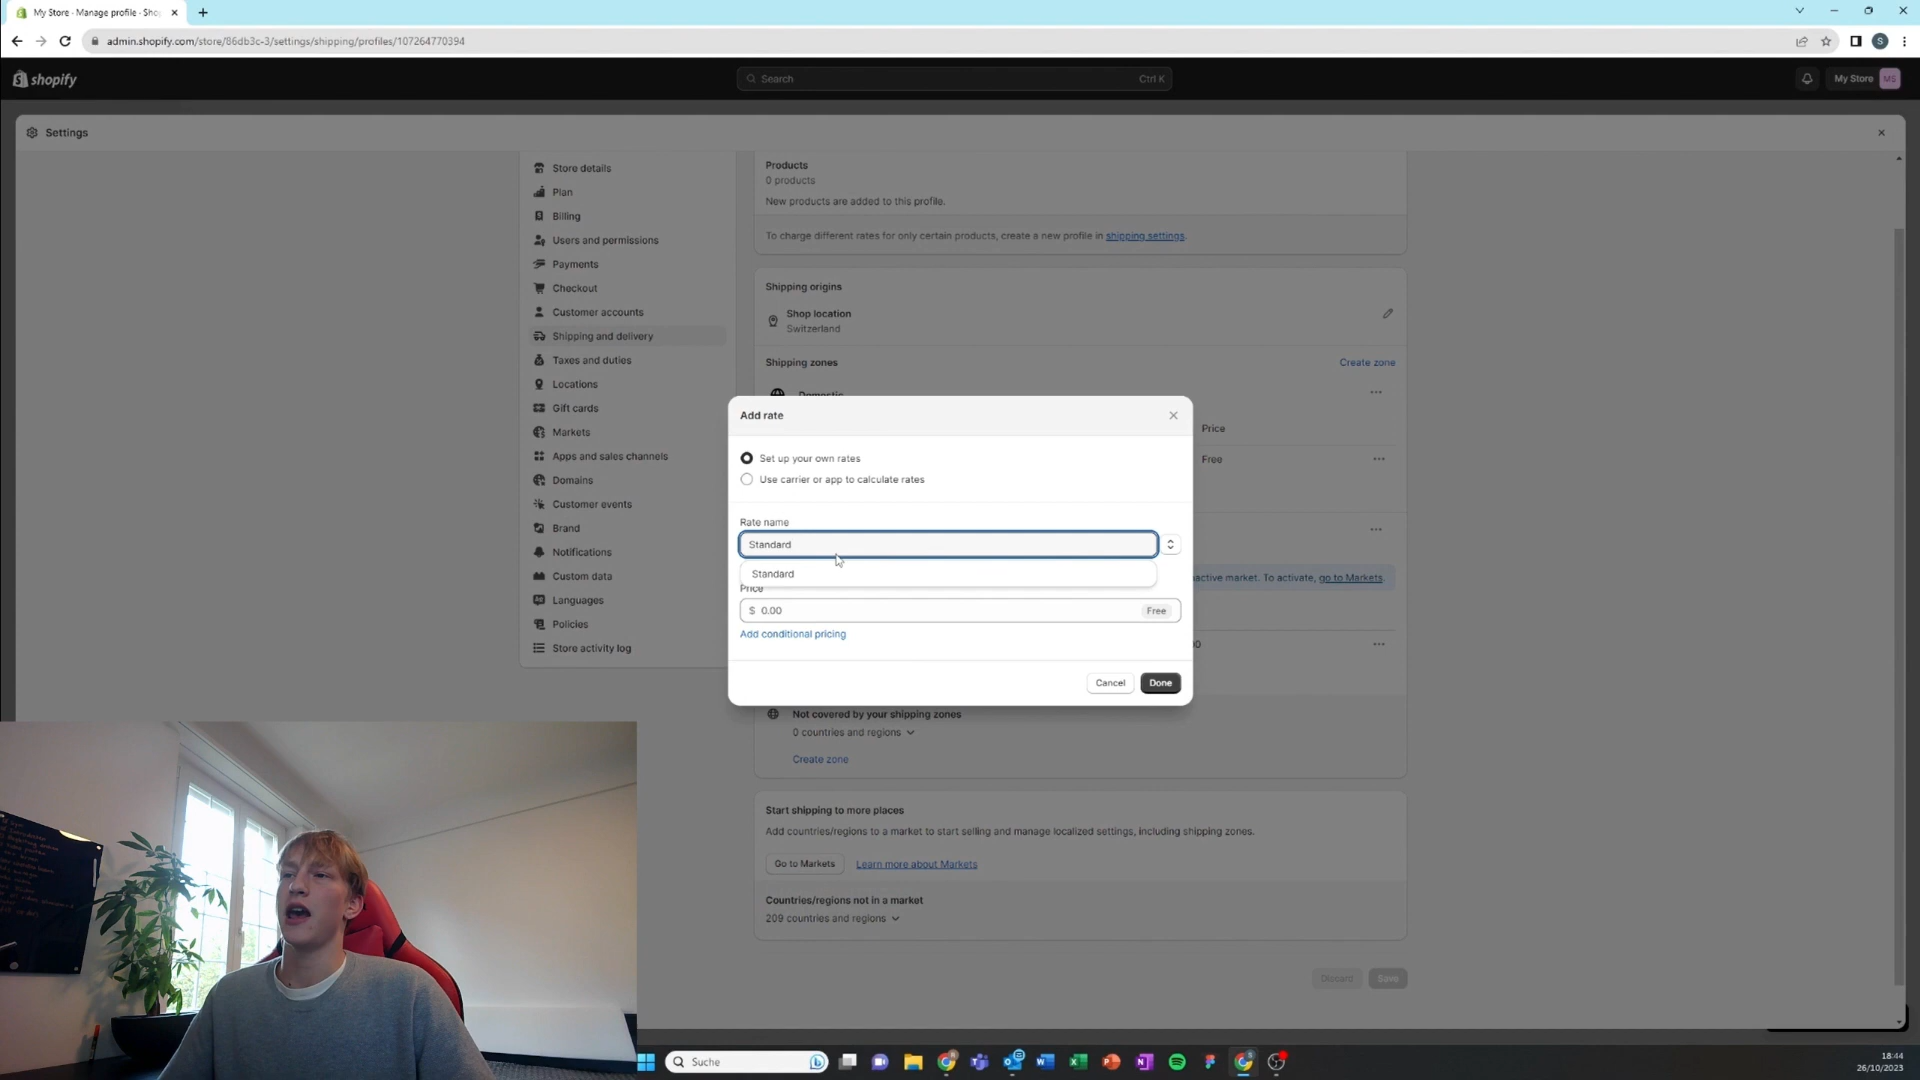 My Store · Manage profile · Sho
admin.shopify.com/store/86db3c-3/settings/shipping/profiles/107264770394
S
shopify
Search
Ctrl K
My Store
MS
Settings
Store details
Plan
Billing
Users and permissions
Payments
Checkout
Customer accounts
Shipping and delivery
Taxes and duties
Locations
Gift cards
Markets
Apps and sales channels
Domains
Customer events
Brand
Notifications
Custom data
Languages
Policies
Store activity log
Products
0 products
New products are added to this profile.
To charge different rates for only certain products, create a new profile in shipping settings.
Shipping origins
Shop location
Switzerland
Shipping zones
Create zone
Domestic
Price
Free
Add rate
Set up your own rates
Use carrier or app to calculate rates
Rate name
Standard
Standard
Price
$ 0.00
Free
Add conditional pricing
Cancel
Done
active market. To activate, go to Markets.
Not covered by your shipping zones
0 countries and regions
Create zone
Start shipping to more places
Add countries/regions to a market to start selling and manage localized settings, including shipping zones.
Go to Markets
Learn more about Markets
Countries/regions not in a market
209 countries and regions
Discard
Save
Suche
18:44
26/10/2023